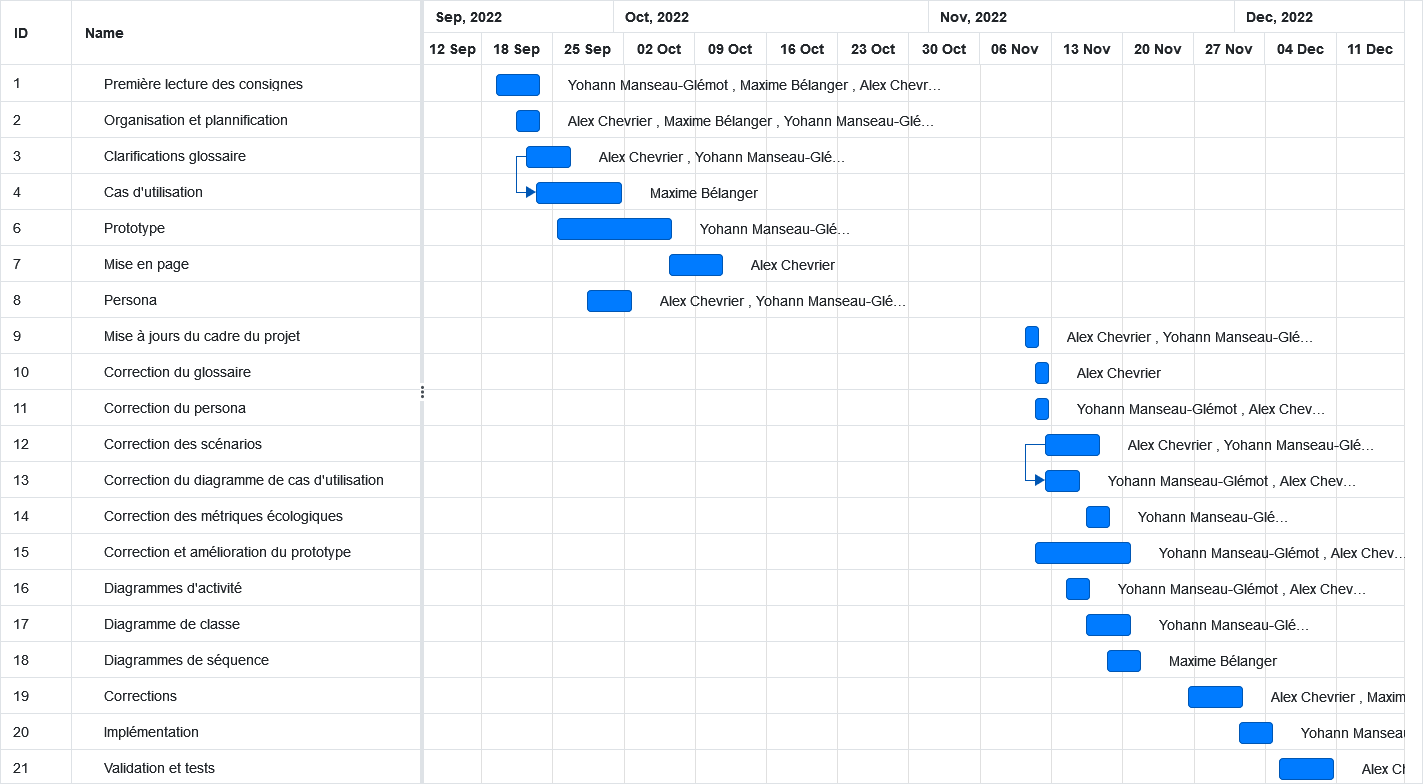 ID Name Sep, 2022 Oct, 2022 Nov, 2022 Dec, 2022
12 Sep 18 Sep 25 Sep 02 Oct 09 Oct 16 Oct 23 Oct 30 Oct 06 Nov 13 Nov 20 Nov 27 Nov 04 Dec 11 Dec
1 Première lecture des consignes Yohann Manseau-Glémot , Maxime Bélanger , Alex Chevr...
2 Organisation et plannification Alex Chevrier , Maxime Bélanger , Yohann Manseau-Glé...
3 Clarifications glossaire Alex Chevrier , Yohann Manseau-Glé...
4 Cas d'utilisation Maxime Bélanger
6 Prototype Yohann Manseau-Glé...
7 Mise en page Alex Chevrier
8 Persona Alex Chevrier , Yohann Manseau-Glé...
9 Mise à jours du cadre du projet Alex Chevrier , Yohann Manseau-Glé...
10 Correction du glossaire Alex Chevrier
11 Correction du persona Yohann Manseau-Glémot , Alex Chev...
12 Correction des scénarios Alex Chevrier , Yohann Manseau-Glé...
13 Correction du diagramme de cas d'utilisation Yohann Manseau-Glémot , Alex Chev...
14 Correction des métriques écologiques Yohann Manseau-Glé...
15 Correction et amélioration du prototype Yohann Manseau-Glémot , Alex Chev...
16 Diagrammes d'activité Yohann Manseau-Glémot , Alex Chev...
17 Diagramme de classe Yohann Manseau-Glé...
18 Diagrammes de séquence Maxime Bélanger
19 Corrections Alex Chevrier , Maxim
20 Implémentation Yohann Manseau
21 Validation et tests Alex Ch